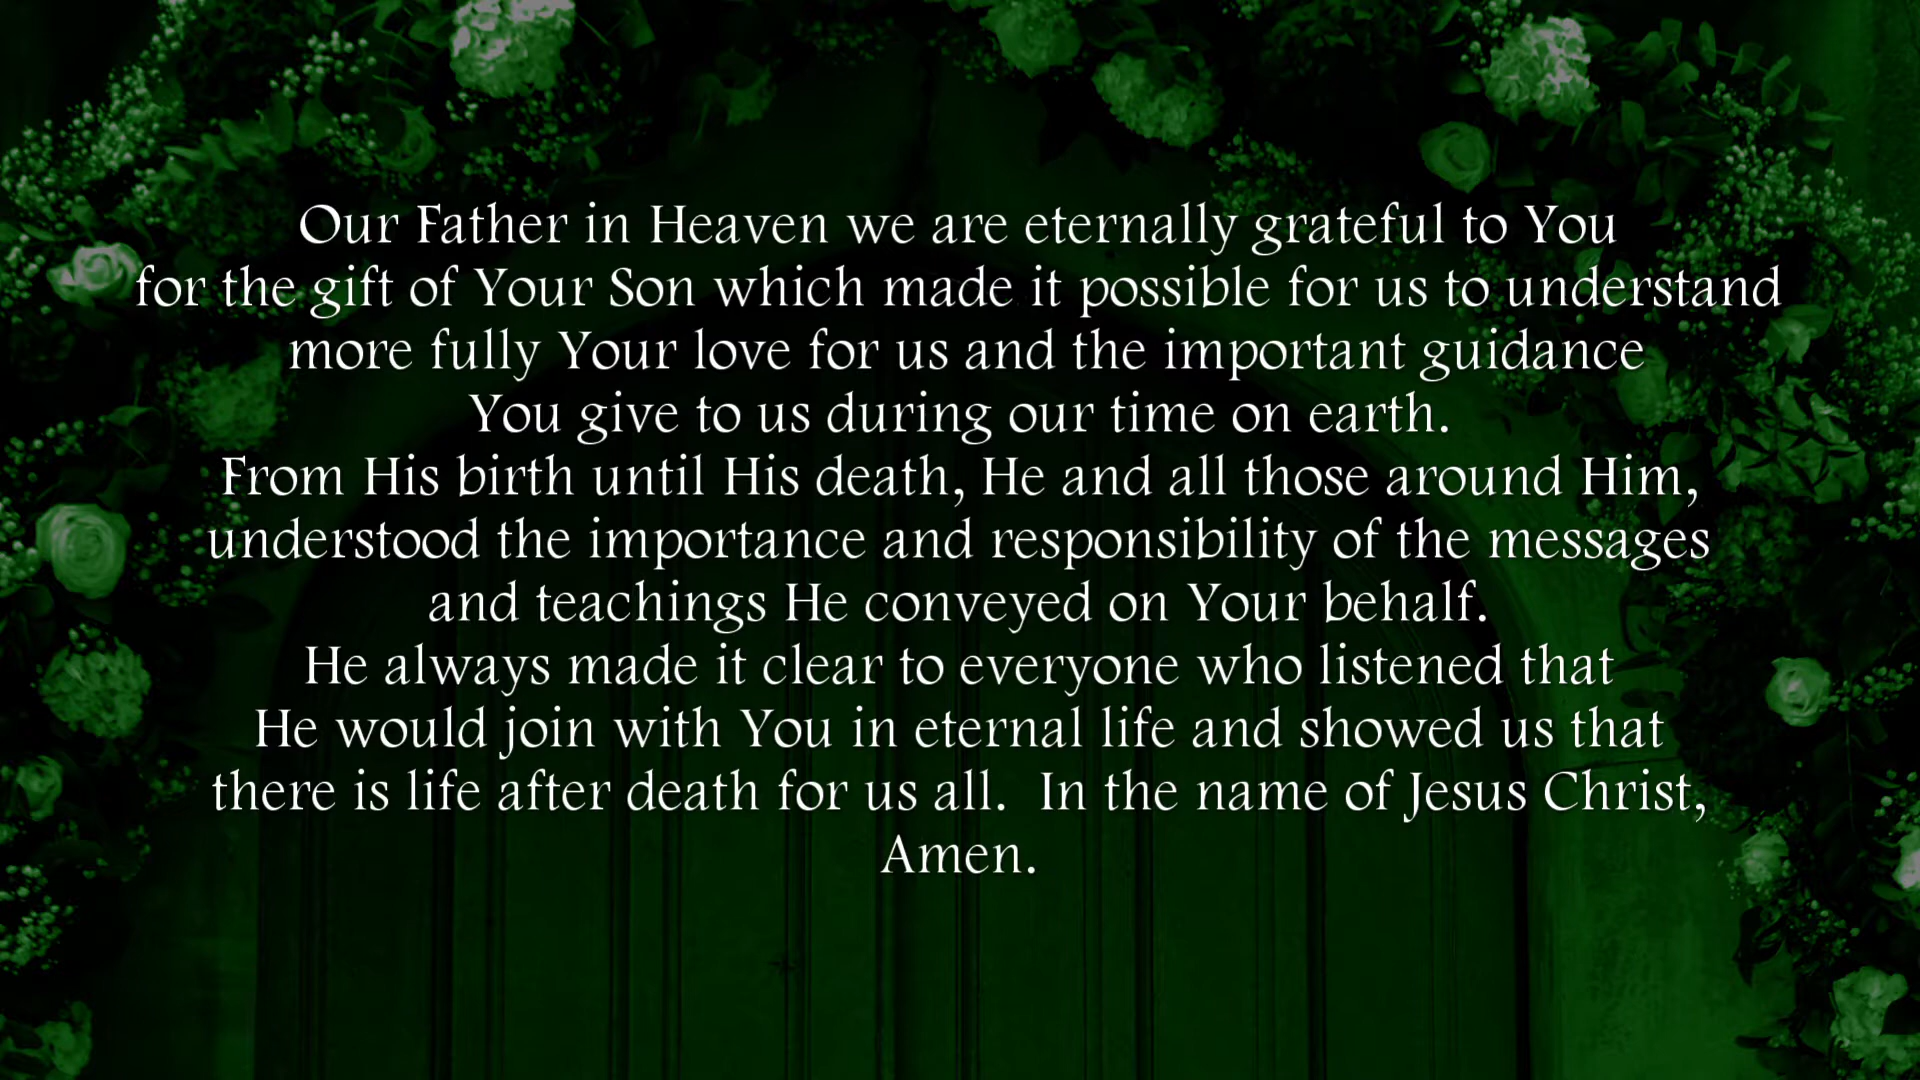 Our Father in Heaven we are eternally grateful to You
for the gift of Your Son which made it possible for us to understand
more fully Your love for us and the important guidance
You give to us during our time on earth.
From His birth until His death, He and all those around Him,
understood the importance and responsibility of the messages
and teachings He conveyed on Your behalf.
He always made it clear to everyone who listened that
He would join with You in eternal life and showed us that
there is life after death for us all.  In the name of Jesus Christ,
Amen.